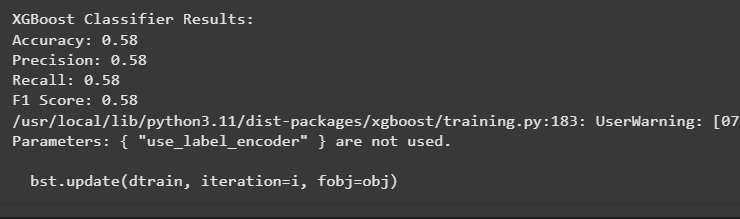 XGBoost Classifier Results:
Accuracy: 0.58
Precision: 0.58
Recall: 0.58
F1 Score: 0.58
/usr/local/lib/python3.11/dist-packages/xgboost/training.py:183: UserWarning: [07
Parameters: { "use_label_encoder" } are not used.
bst.update(dtrain, iteration=i, fobj=obj)